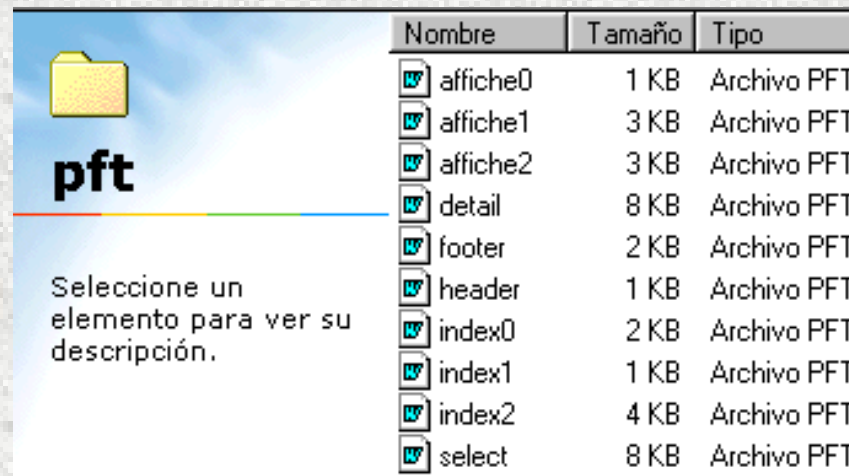 pft
Seleccione un
elemento para ver su
descripción.
Nombre Tamaño Tipo
affiche0 1 KB Archivo PFT
affiche1 3 KB Archivo PFT
affiche2 3 KB Archivo PFT
detail 8 KB Archivo PFT
footer 2 KB Archivo PFT
header 1 KB Archivo PFT
index0 2 KB Archivo PFT
index1 1 KB Archivo PFT
index2 4 KB Archivo PFT
select 8 KB Archivo PFT